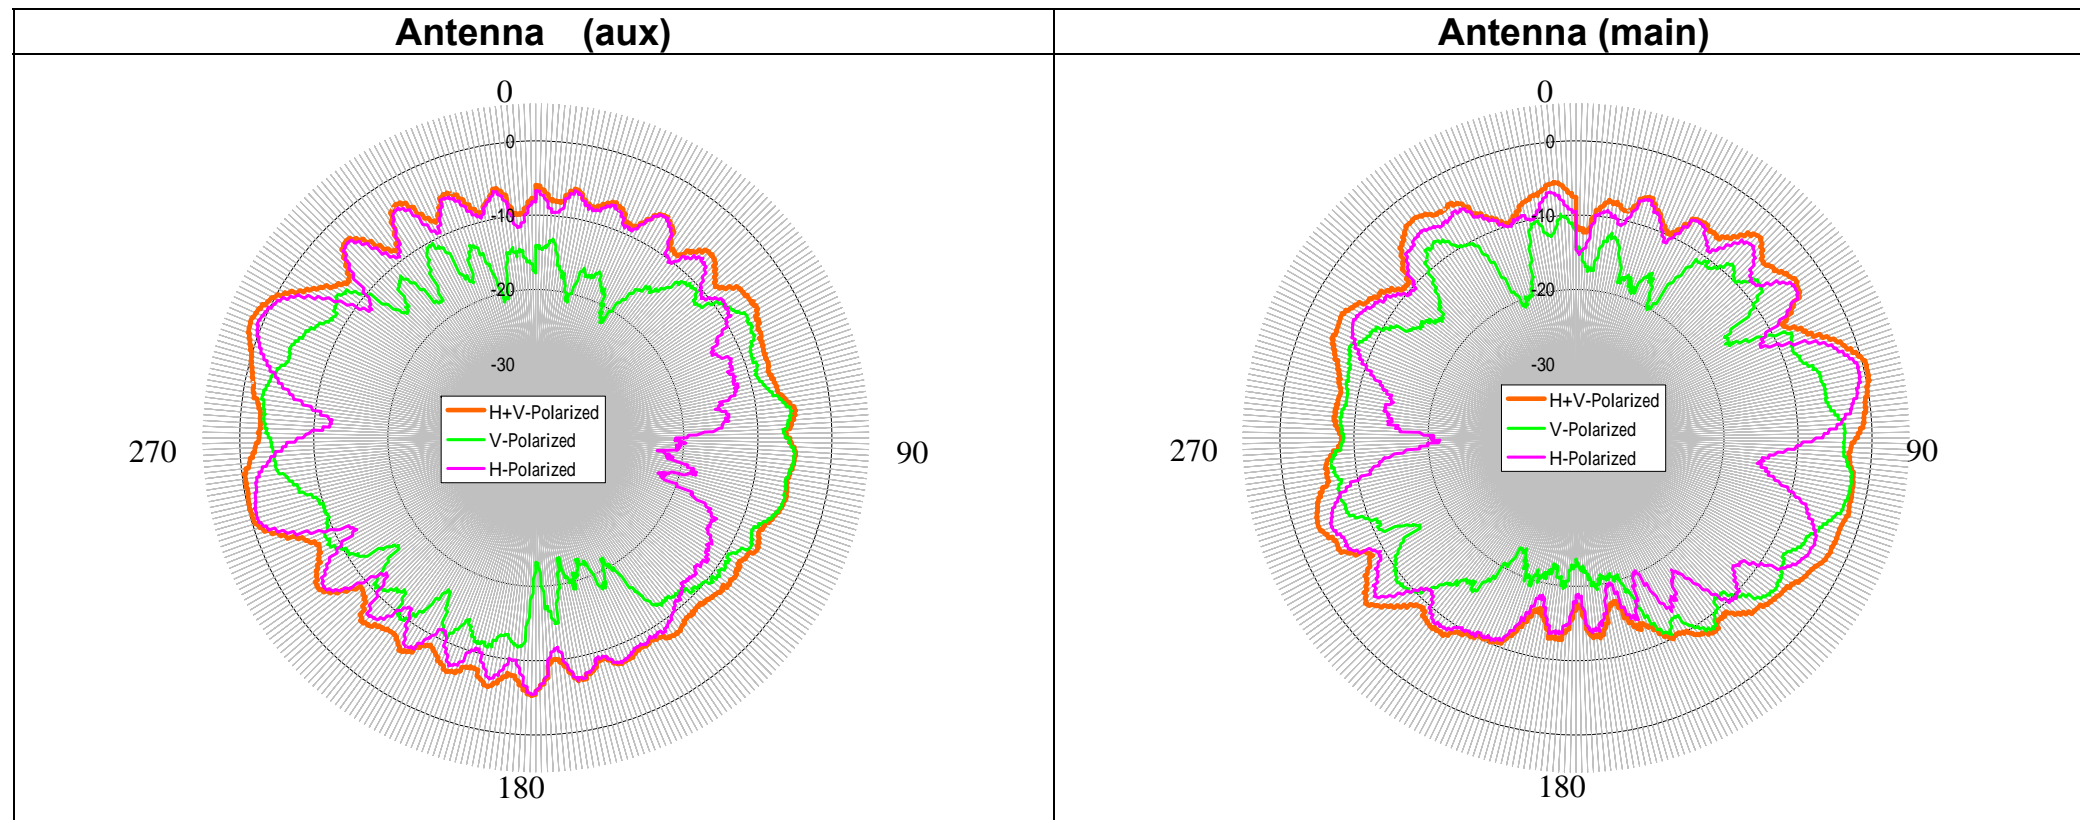 Antenna (aux)
0
0
-10
-20
-30
H+V-Polarized
V-Polarized
H-Polarized
270
90
180
Antenna (main)
0
0
-10
-20
-30
H+V-Polarized
V-Polarized
H-Polarized
270
90
180